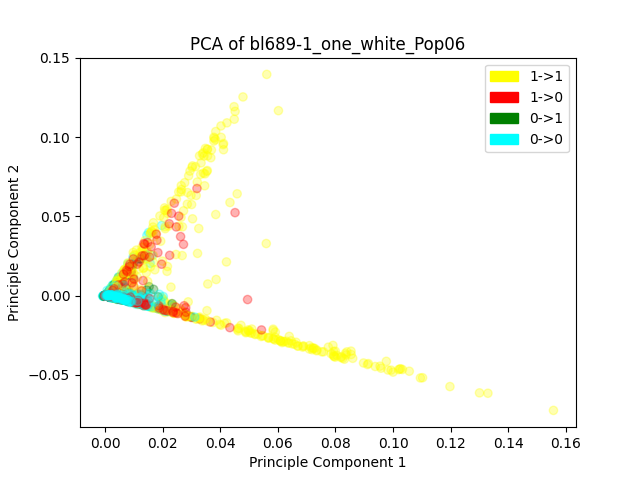 PCA of bl689-1_one_white_Pop06
0.15
0.10
0.05
0.00
−0.05
Principle Component 2
1->1
1->0
0->1
0->0
0.00 0.02 0.04 0.06 0.08 0.10 0.12 0.14 0.16
Principle Component 1